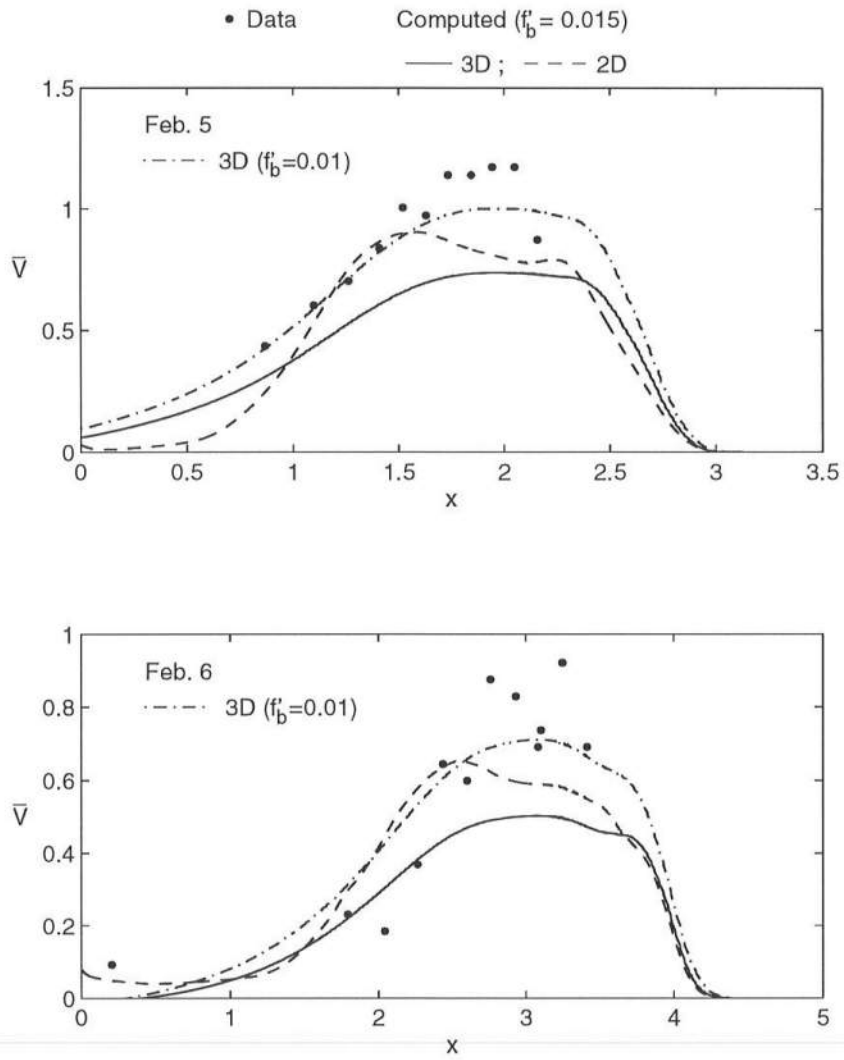 • Data Computed (f'b = 0.015)
—— 3D ; – – – 2D
1.5
Feb. 5
3D (f'b=0.01)
1
V̄
0.5
0
0 0.5 1 1.5 2 2.5 3 3.5
x
1
Feb. 6
0.8
3D (f'b=0.01)
0.6
V̄
0.4
0.2
0
0 1 2 3 4 5
x